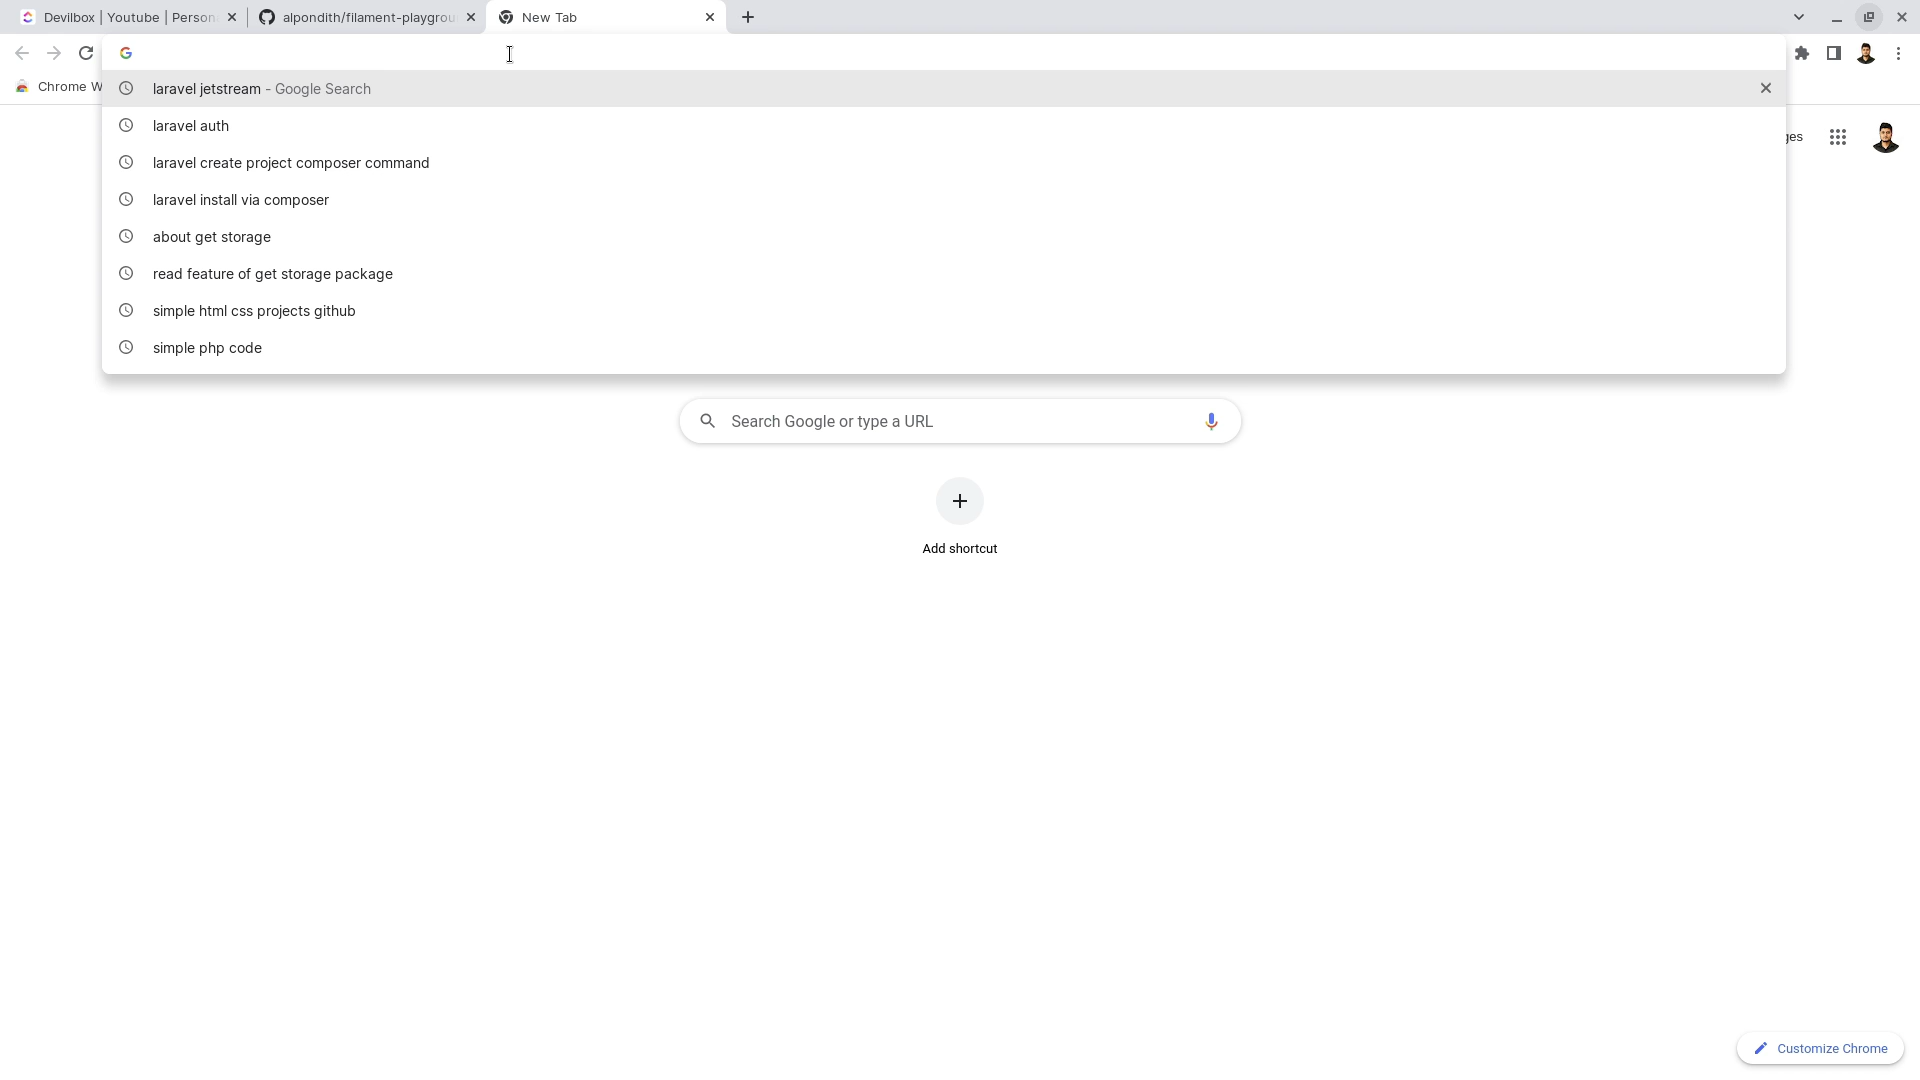 Devilbox | Youtube | Person
alpondith/filament-playgrou
New Tab
Chrome W
laravel jetstream - Google Search
laravel auth
laravel create project composer command
laravel install via composer
about get storage
read feature of get storage package
simple html css projects github
simple php code
ges
Search Google or type a URL
Add shortcut
Customize Chrome